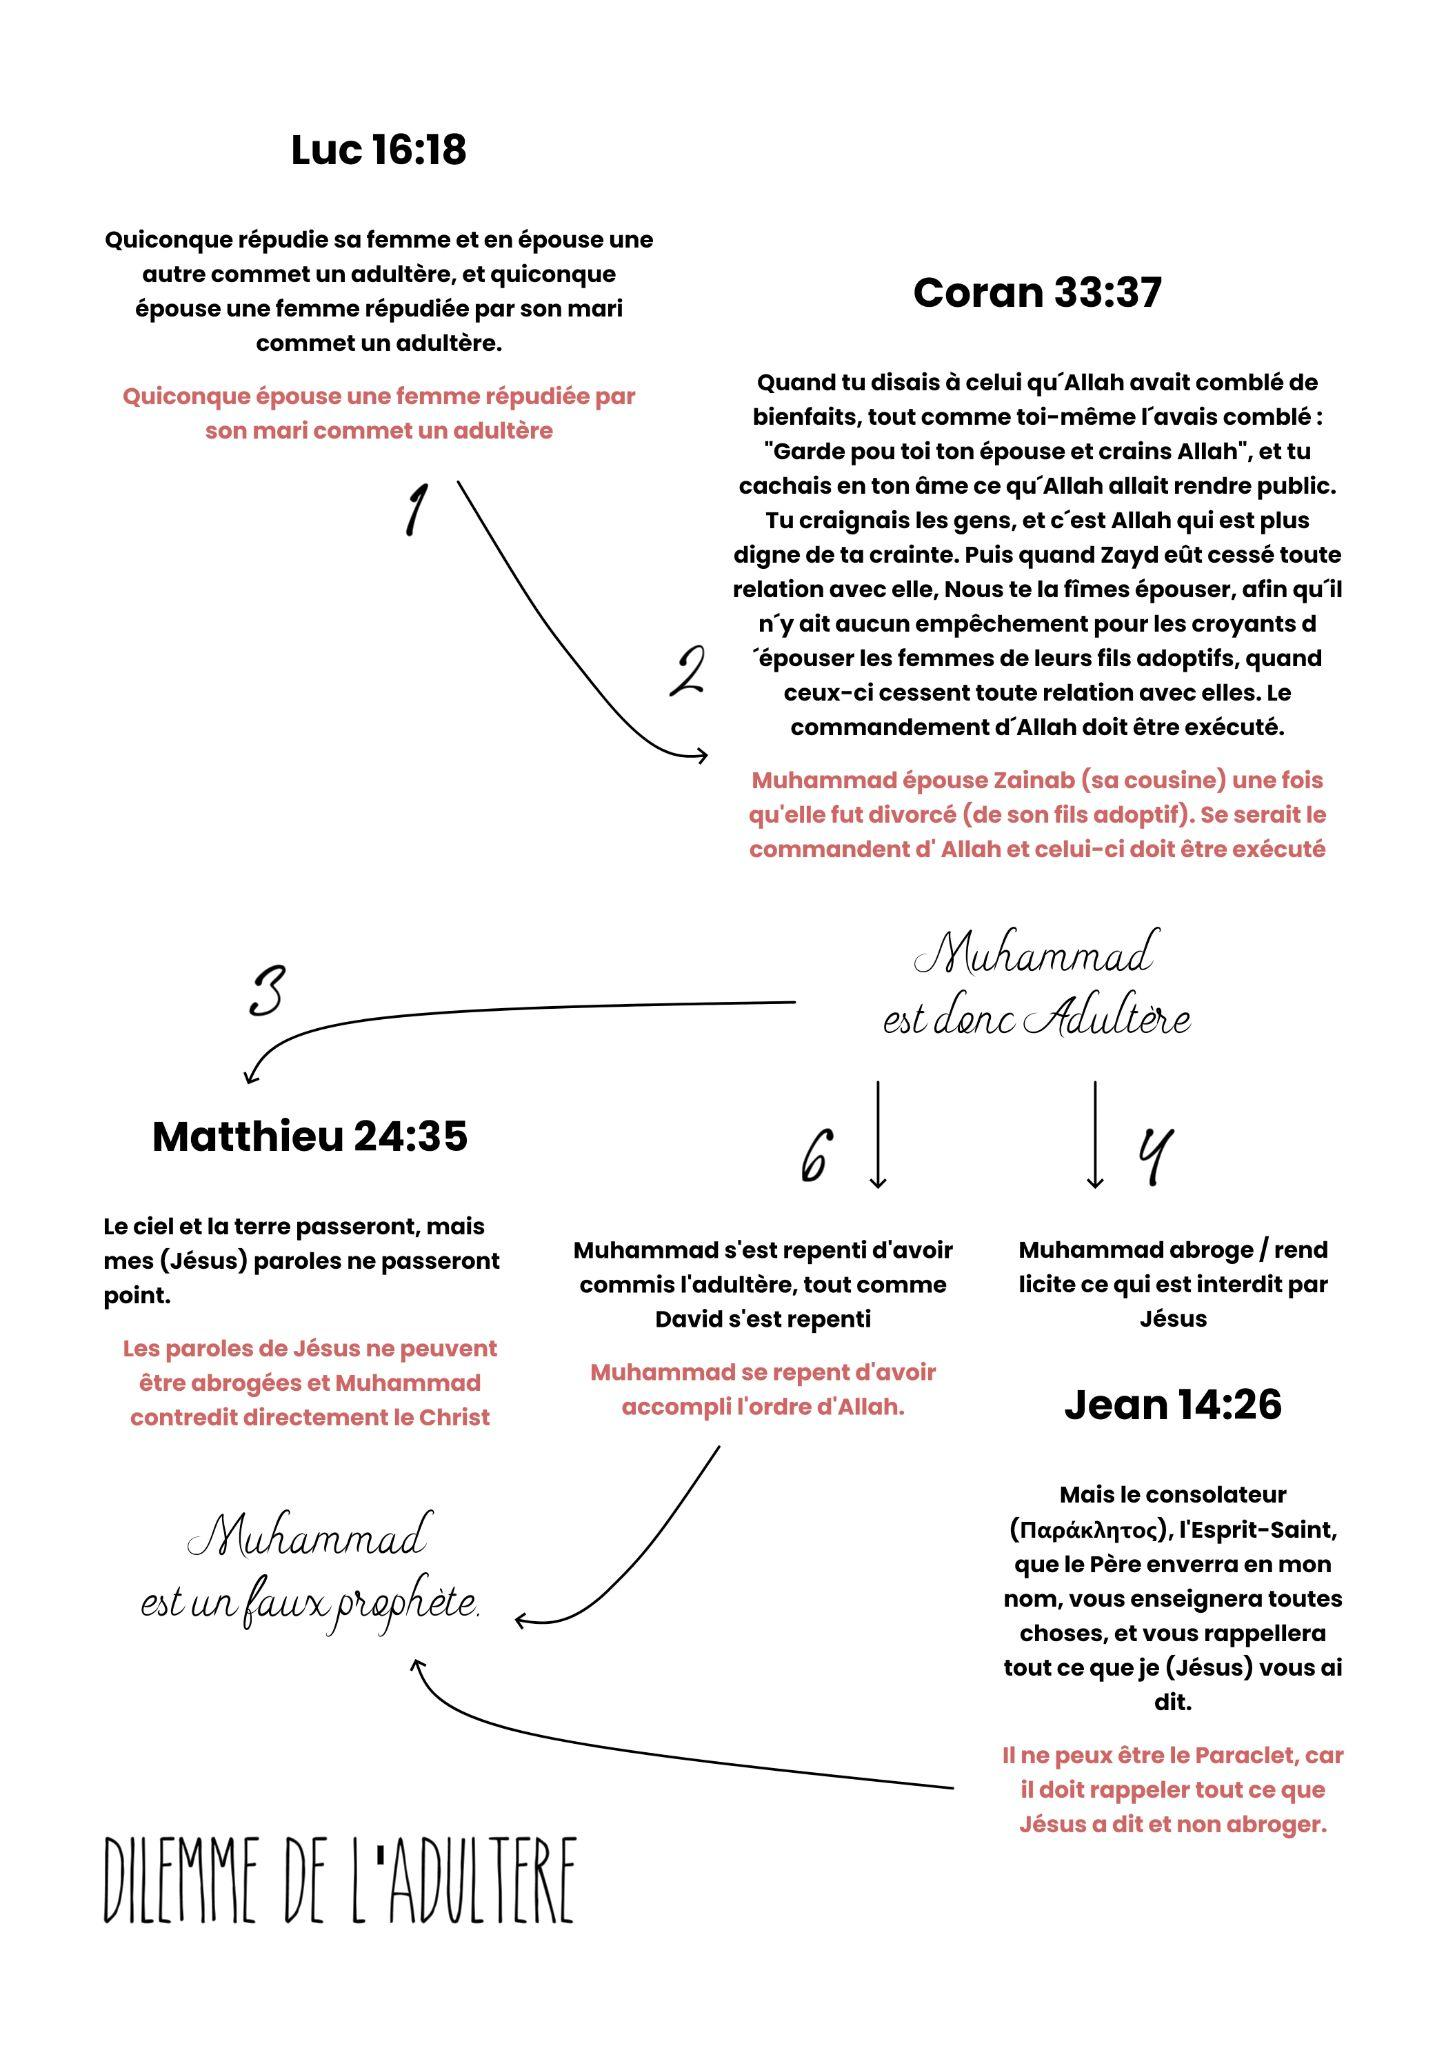 Luc 16:18
Quiconque répudie sa femme et en épouse une
autre commet un adultère, et quiconque
épouse une femme répudiée par son mari
commet un adultère.
Quiconque épouse une femme répudiée par
son mari commet un adultère
1
Coran 33:37
Quand tu disais à celui qu´Allah avait comblé de
bienfaits, tout comme toi-même l´avais comblé :
"Garde pou toi ton épouse et crains Allah", et tu
cachais en ton âme ce qu´Allah allait rendre public.
Tu craignais les gens, et c´est Allah qui est plus
digne de ta crainte. Puis quand Zayd eût cessé toute
relation avec elle, Nous te la fîmes épouser, afin qu´il
n´y ait aucun empêchement pour les croyants d
´épouser les femmes de leurs fils adoptifs, quand
ceux-ci cessent toute relation avec elles. Le
commandement d´Allah doit être exécuté.
2
Muhammad épouse Zainab (sa cousine) une fois
qu'elle fut divorcé (de son fils adoptif). Se serait le
commandent d' Allah et celui-ci doit être exécuté
Muhammad
est donc Adultère
3
Matthieu 24:35
Le ciel et la terre passeront, mais
mes (Jésus) paroles ne passeront
point.
Les paroles de Jésus ne peuvent
être abrogées et Muhammad
contredit directement le Christ
6
Muhammad s'est repenti d'avoir
commis l'adultère, tout comme
David s'est repenti
Muhammad se repent d'avoir
accompli l'ordre d'Allah.
4
Muhammad abroge / rend
licite ce qui est interdit par
Jésus
Jean 14:26
Mais le consolateur
(Παράκλητος), l'Esprit-Saint,
que le Père enverra en mon
nom, vous enseignera toutes
choses, et vous rappellera
tout ce que je (Jésus) vous ai
dit.
Il ne peux être le Paraclet, car
il doit rappeler tout ce que
Jésus a dit et non abroger.
Muhammad
est un faux prophète.
DILEMME DE L'ADULTERE